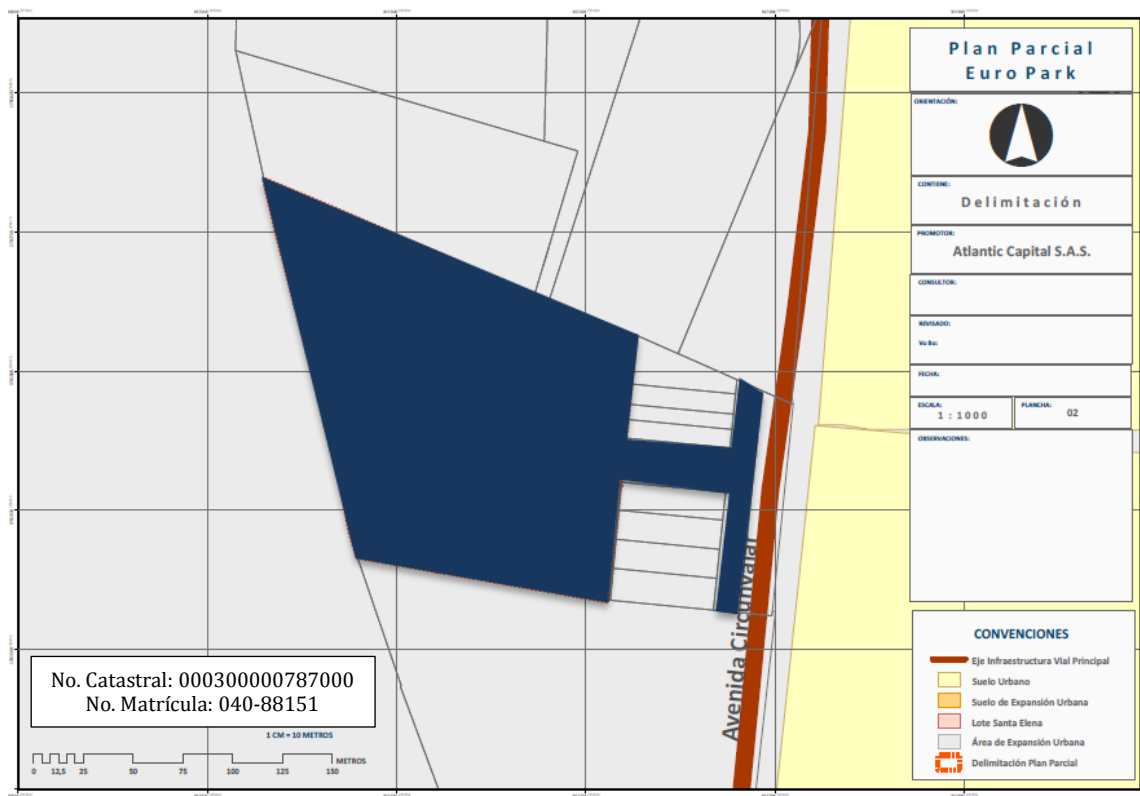 Plan Parcial
Euro Park
ORIENTACIÓN:
CONTIENE:
Delimitación
PROMOTOR:
Atlantic Capital S.A.S.
CONSULTOR:
REVISADO:
Vo Bo:
FECHA:
ESCALA:
1 : 1000
PLANCHA:
02
OBSERVACIONES:
Avenida Circunvalar
CONVENCIONES
Eje Infraestructura Vial Principal
Suelo Urbano
Suelo de Expansión Urbana
Lote Santa Elena
Área de Expansión Urbana
Delimitación Plan Parcial
No. Catastral: 000300000787000
No. Matrícula: 040-88151
1 CM = 10 METROS
METROS
0 12,5 25 50 75 100 125 150